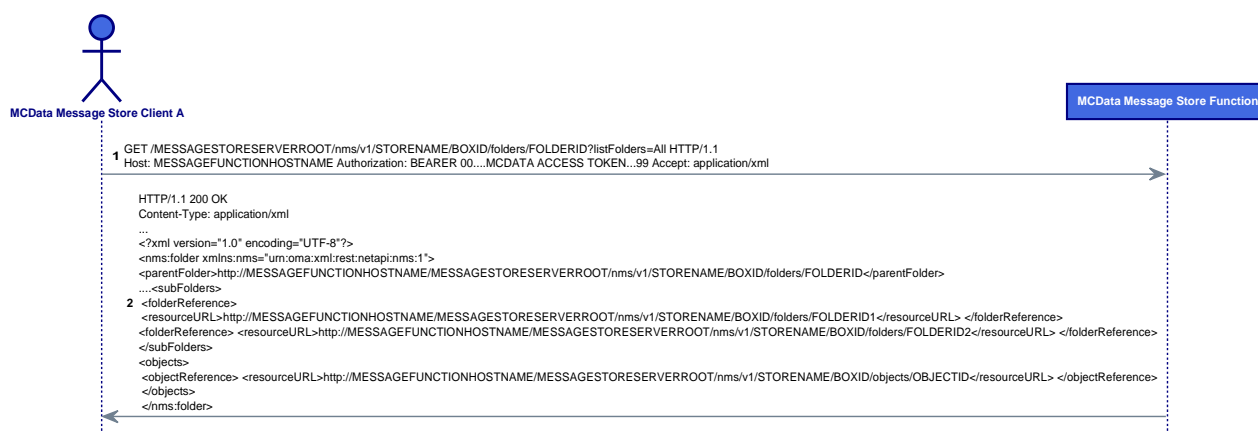 MCData Message Store Client A
MCData Message Store Function
1 GET /MESSAGESTORESERVERROOT/nms/v1/STORENAME/BOXID/folders/FOLDERID?listFolders=All HTTP/1.1
Host: MESSAGEFUNCTIONHOSTNAME Authorization: BEARER 00....MCDATA ACCESS TOKEN...99 Accept: application/xml
HTTP/1.1 200 OK
Content-Type: application/xml
...
<?xml version="1.0" encoding="UTF-8"?>
<nms:folder xmlns:nms="urn:oma:xml:rest:netapi:nms:1">
<parentFolder>http://MESSAGEFUNCTIONHOSTNAME/MESSAGESTORESERVERROOT/nms/v1/STORENAME/BOXID/folders/FOLDERID</parentFolder>
....<subFolders>
2 <folderReference>
<resourceURL>http://MESSAGEFUNCTIONHOSTNAME/MESSAGESTORESERVERROOT/nms/v1/STORENAME/BOXID/folders/FOLDERID1</resourceURL> </folderReference>
<folderReference> <resourceURL>http://MESSAGEFUNCTIONHOSTNAME/MESSAGESTORESERVERROOT/nms/v1/STORENAME/BOXID/folders/FOLDERID2</resourceURL> </folderReference>
</subFolders>
<objects>
<objectReference> <resourceURL>http://MESSAGEFUNCTIONHOSTNAME/MESSAGESTORESERVERROOT/nms/v1/STORENAME/BOXID/objects/OBJECTID</resourceURL> </objectReference>
</objects>
</nms:folder>